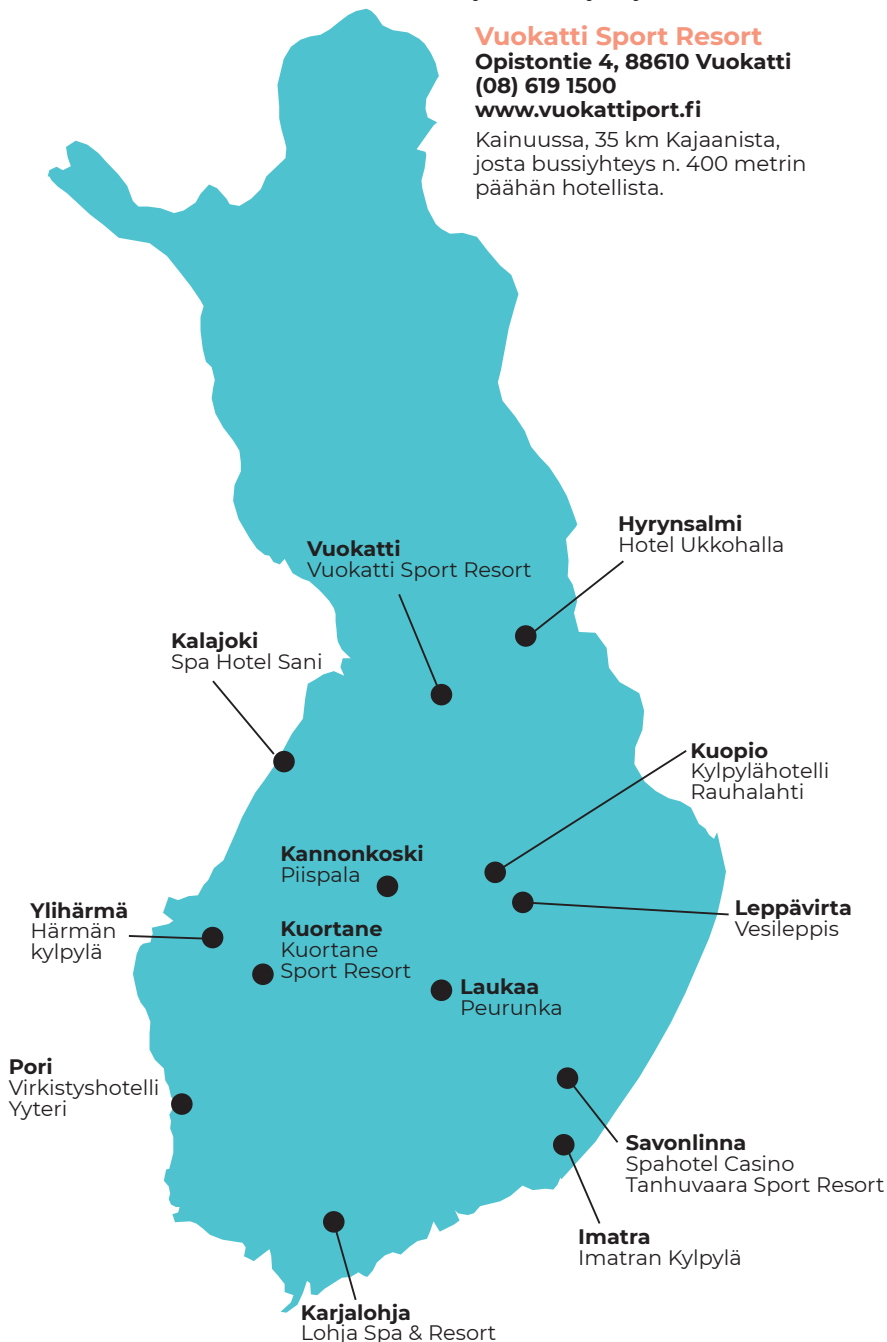 Vuokatti Sport Resort
Opistontie 4, 88610 Vuokatti
(08) 619 1500
www.vuokattiport.fi
Kainuussa, 35 km Kajaanista,
josta bussiyhteys n. 400 metrin
päähän hotellista.
Hyrynsalmi
Hotel Ukkohalla
Vuokatti
Vuokatti Sport Resort
Kalajoki
Spa Hotel Sani
Kuopio
Kylpylähotelli
Rauhalahti
Kannonkoski
Piispala
Ylihärmä
Härmän
kylpylä
Leppävirta
Vesileppis
Kuortane
Kuortane
Sport Resort
Laukaa
Peurunka
Pori
Virkistyshotelli
Yyteri
Savonlinna
Spahotel Casino
Tanhuvaara Sport Resort
Imatra
Imatran Kylpylä
Karjalohja
Lohja Spa & Resort